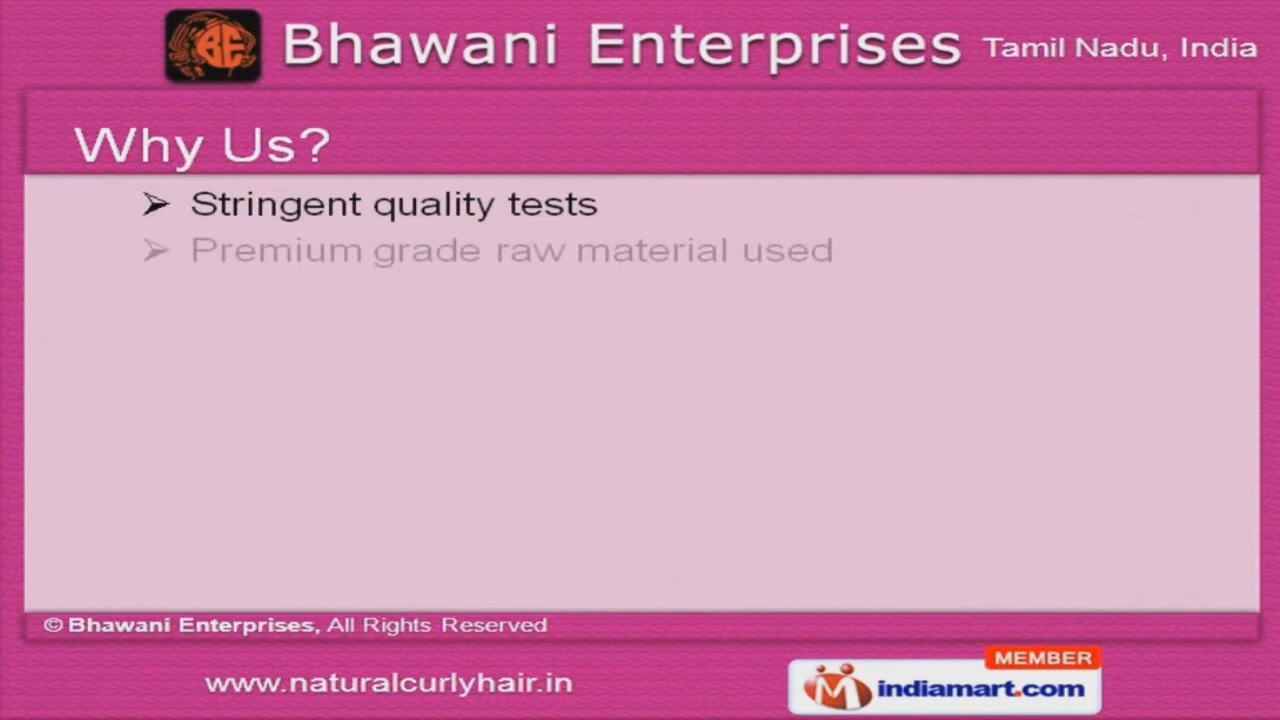 BE
Bhawani Enterprises
Tamil Nadu, India
Why Us?
➢ Stringent quality tests
➢ Premium grade raw material used
© Bhawani Enterprises, All Rights Reserved
www.naturalcurlyhair.in
MEMBER
indiamart.com